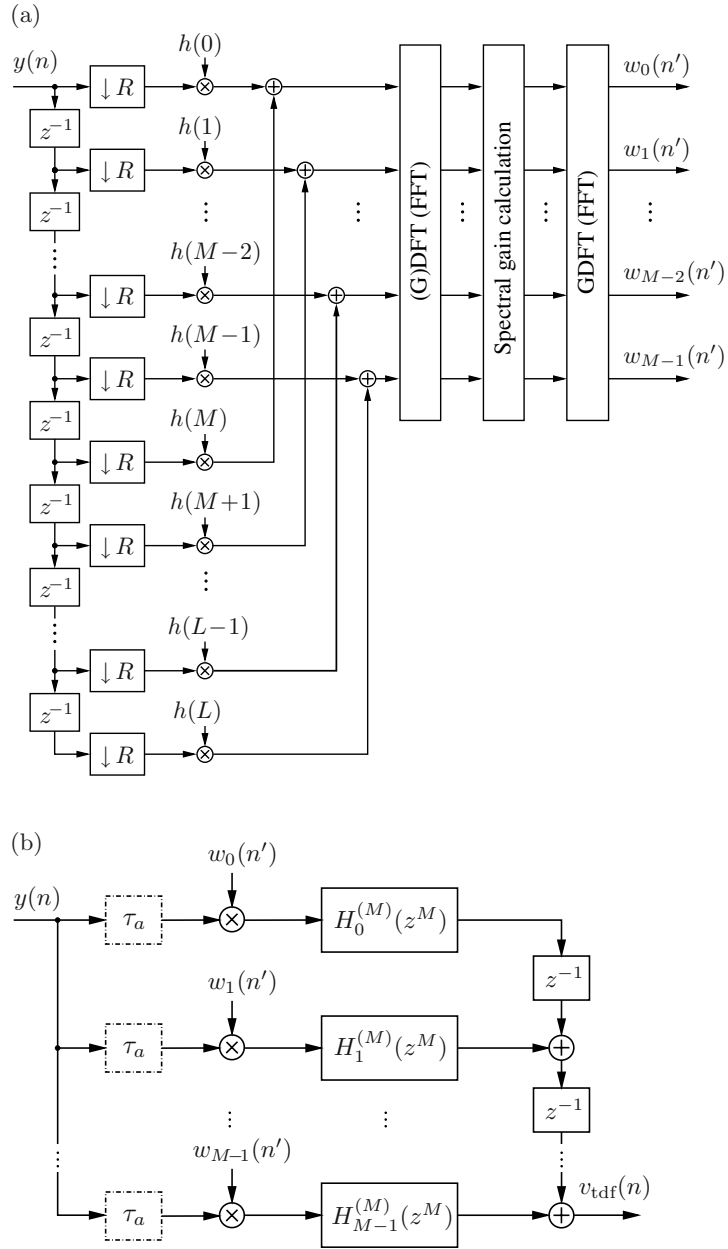 (a)
h(0)
y(n)
↓ R
w_0(n′)
z^{−1}
h(1)
↓ R
w_1(n′)
z^{−1}
⋮
⋮
⋮
⋮
⋮
⋮
h(M−2)
↓ R
w_{M−2}(n′)
z^{−1}
h(M−1)
↓ R
w_{M−1}(n′)
(G)DFT (FFT)
Spectral gain calculation
GDFT (FFT)
z^{−1}
h(M)
↓ R
z^{−1}
h(M+1)
↓ R
z^{−1}
⋮
⋮
h(L−1)
↓ R
z^{−1}
h(L)
↓ R
(b)
w_0(n′)
y(n)
τ_a
H_0^{(M)}(z^M)
z^{−1}
w_1(n′)
τ_a
H_1^{(M)}(z^M)
z^{−1}
⋮
⋮
⋮
⋮
w_{M−1}(n′)
τ_a
H_{M−1}^{(M)}(z^M)
v_{tdf}(n)